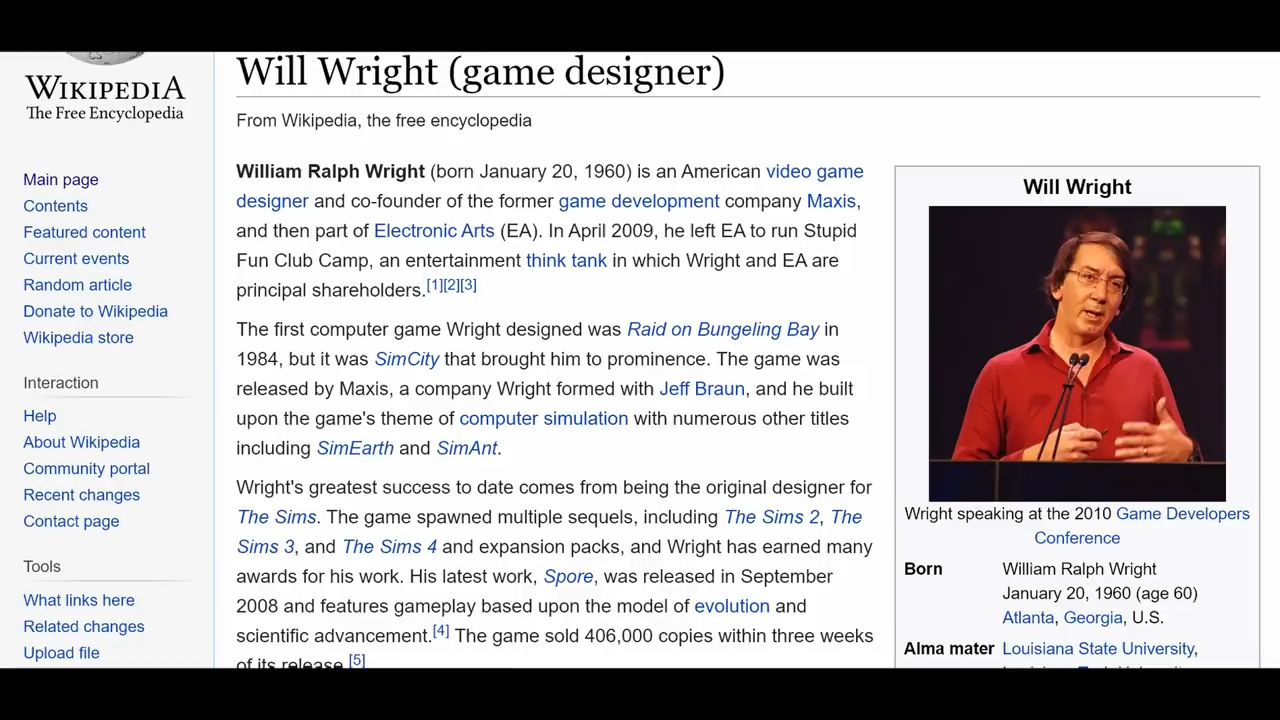 Will Wright (game designer)
WIKIPEDIA
The Free Encyclopedia
From Wikipedia, the free encyclopedia
Main page
Contents
Featured content
Current events
Random article
Donate to Wikipedia
Wikipedia store
Interaction
Help
About Wikipedia
Community portal
Recent changes
Contact page
Tools
What links here
Related changes
Upload file
William Ralph Wright (born January 20, 1960) is an American video game
designer and co-founder of the former game development company Maxis,
and then part of Electronic Arts (EA). In April 2009, he left EA to run Stupid
Fun Club Camp, an entertainment think tank in which Wright and EA are
principal shareholders.[1][2][3]
The first computer game Wright designed was Raid on Bungeling Bay in
1984, but it was SimCity that brought him to prominence. The game was
released by Maxis, a company Wright formed with Jeff Braun, and he built
upon the game's theme of computer simulation with numerous other titles
including SimEarth and SimAnt.
Wright's greatest success to date comes from being the original designer for
The Sims. The game spawned multiple sequels, including The Sims 2, The
Sims 3, and The Sims 4 and expansion packs, and Wright has earned many
awards for his work. His latest work, Spore, was released in September
2008 and features gameplay based upon the model of evolution and
scientific advancement.[4] The game sold 406,000 copies within three weeks
of its release.[5]
Will Wright
Wright speaking at the 2010 Game Developers
Conference
Born William Ralph Wright
January 20, 1960 (age 60)
Atlanta, Georgia, U.S.
Alma mater Louisiana State University,